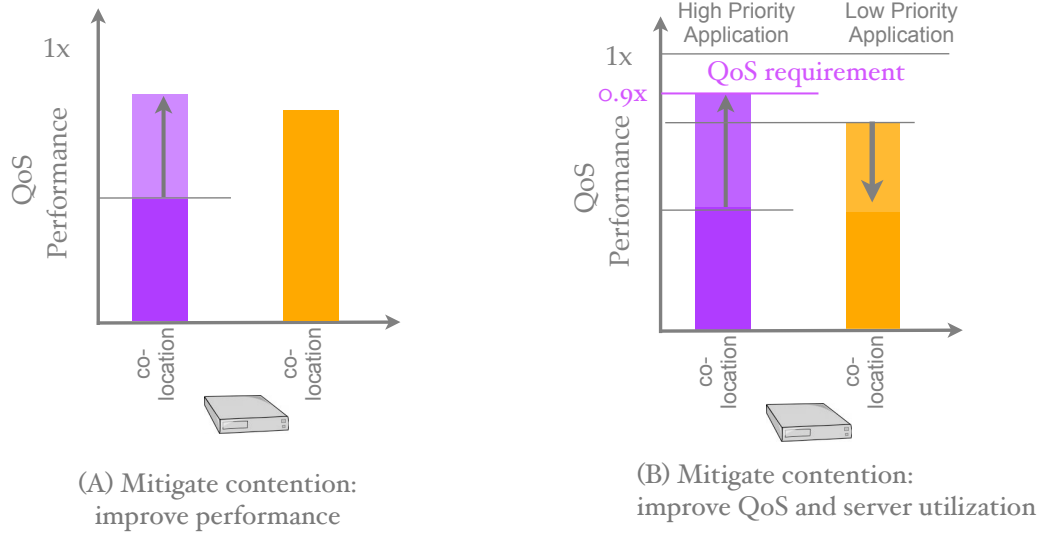 1x
QoS
Performance
co-
location
co-
location
(A) Mitigate contention:
improve performance
High Priority
Application
Low Priority
Application
1x
QoS requirement
0.9x
QoS
Performance
co-
location
co-
location
(B) Mitigate contention:
improve QoS and server utilization